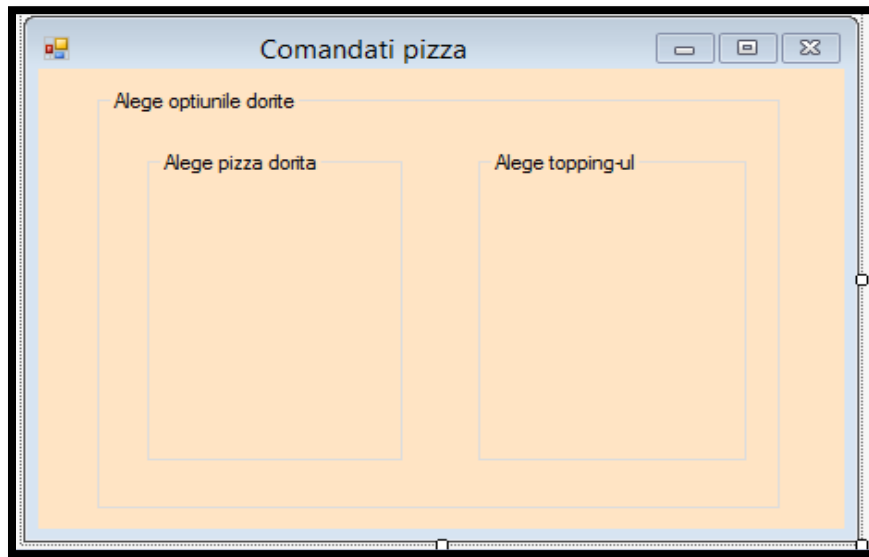 Comandati pizza
Alege optiunile dorite
Alege pizza dorita
Alege topping-ul